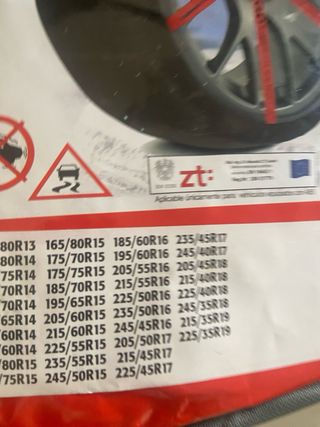 zt:
Aplicable únicamente para vehículos equipados con
80R13 165/80R15 185/60R16 235/45R17
80R14 175/70R15 195/60R16 245/40R17
75R14 175/75R15 205/55R16 205/45R18
/70R14 185/70R15 215/55R16 215/40R18
/70R14 195/65R15 225/50R16 225/40R18
/65R14 205/60R15 235/50R16 245/35R18
/60R14 215/60R15 245/45R16 215/35R19
/60R14 225/55R15 205/50R17 225/35R19
/80R15 235/55R15 215/45R17
/75R15 245/50R15 225/45R17